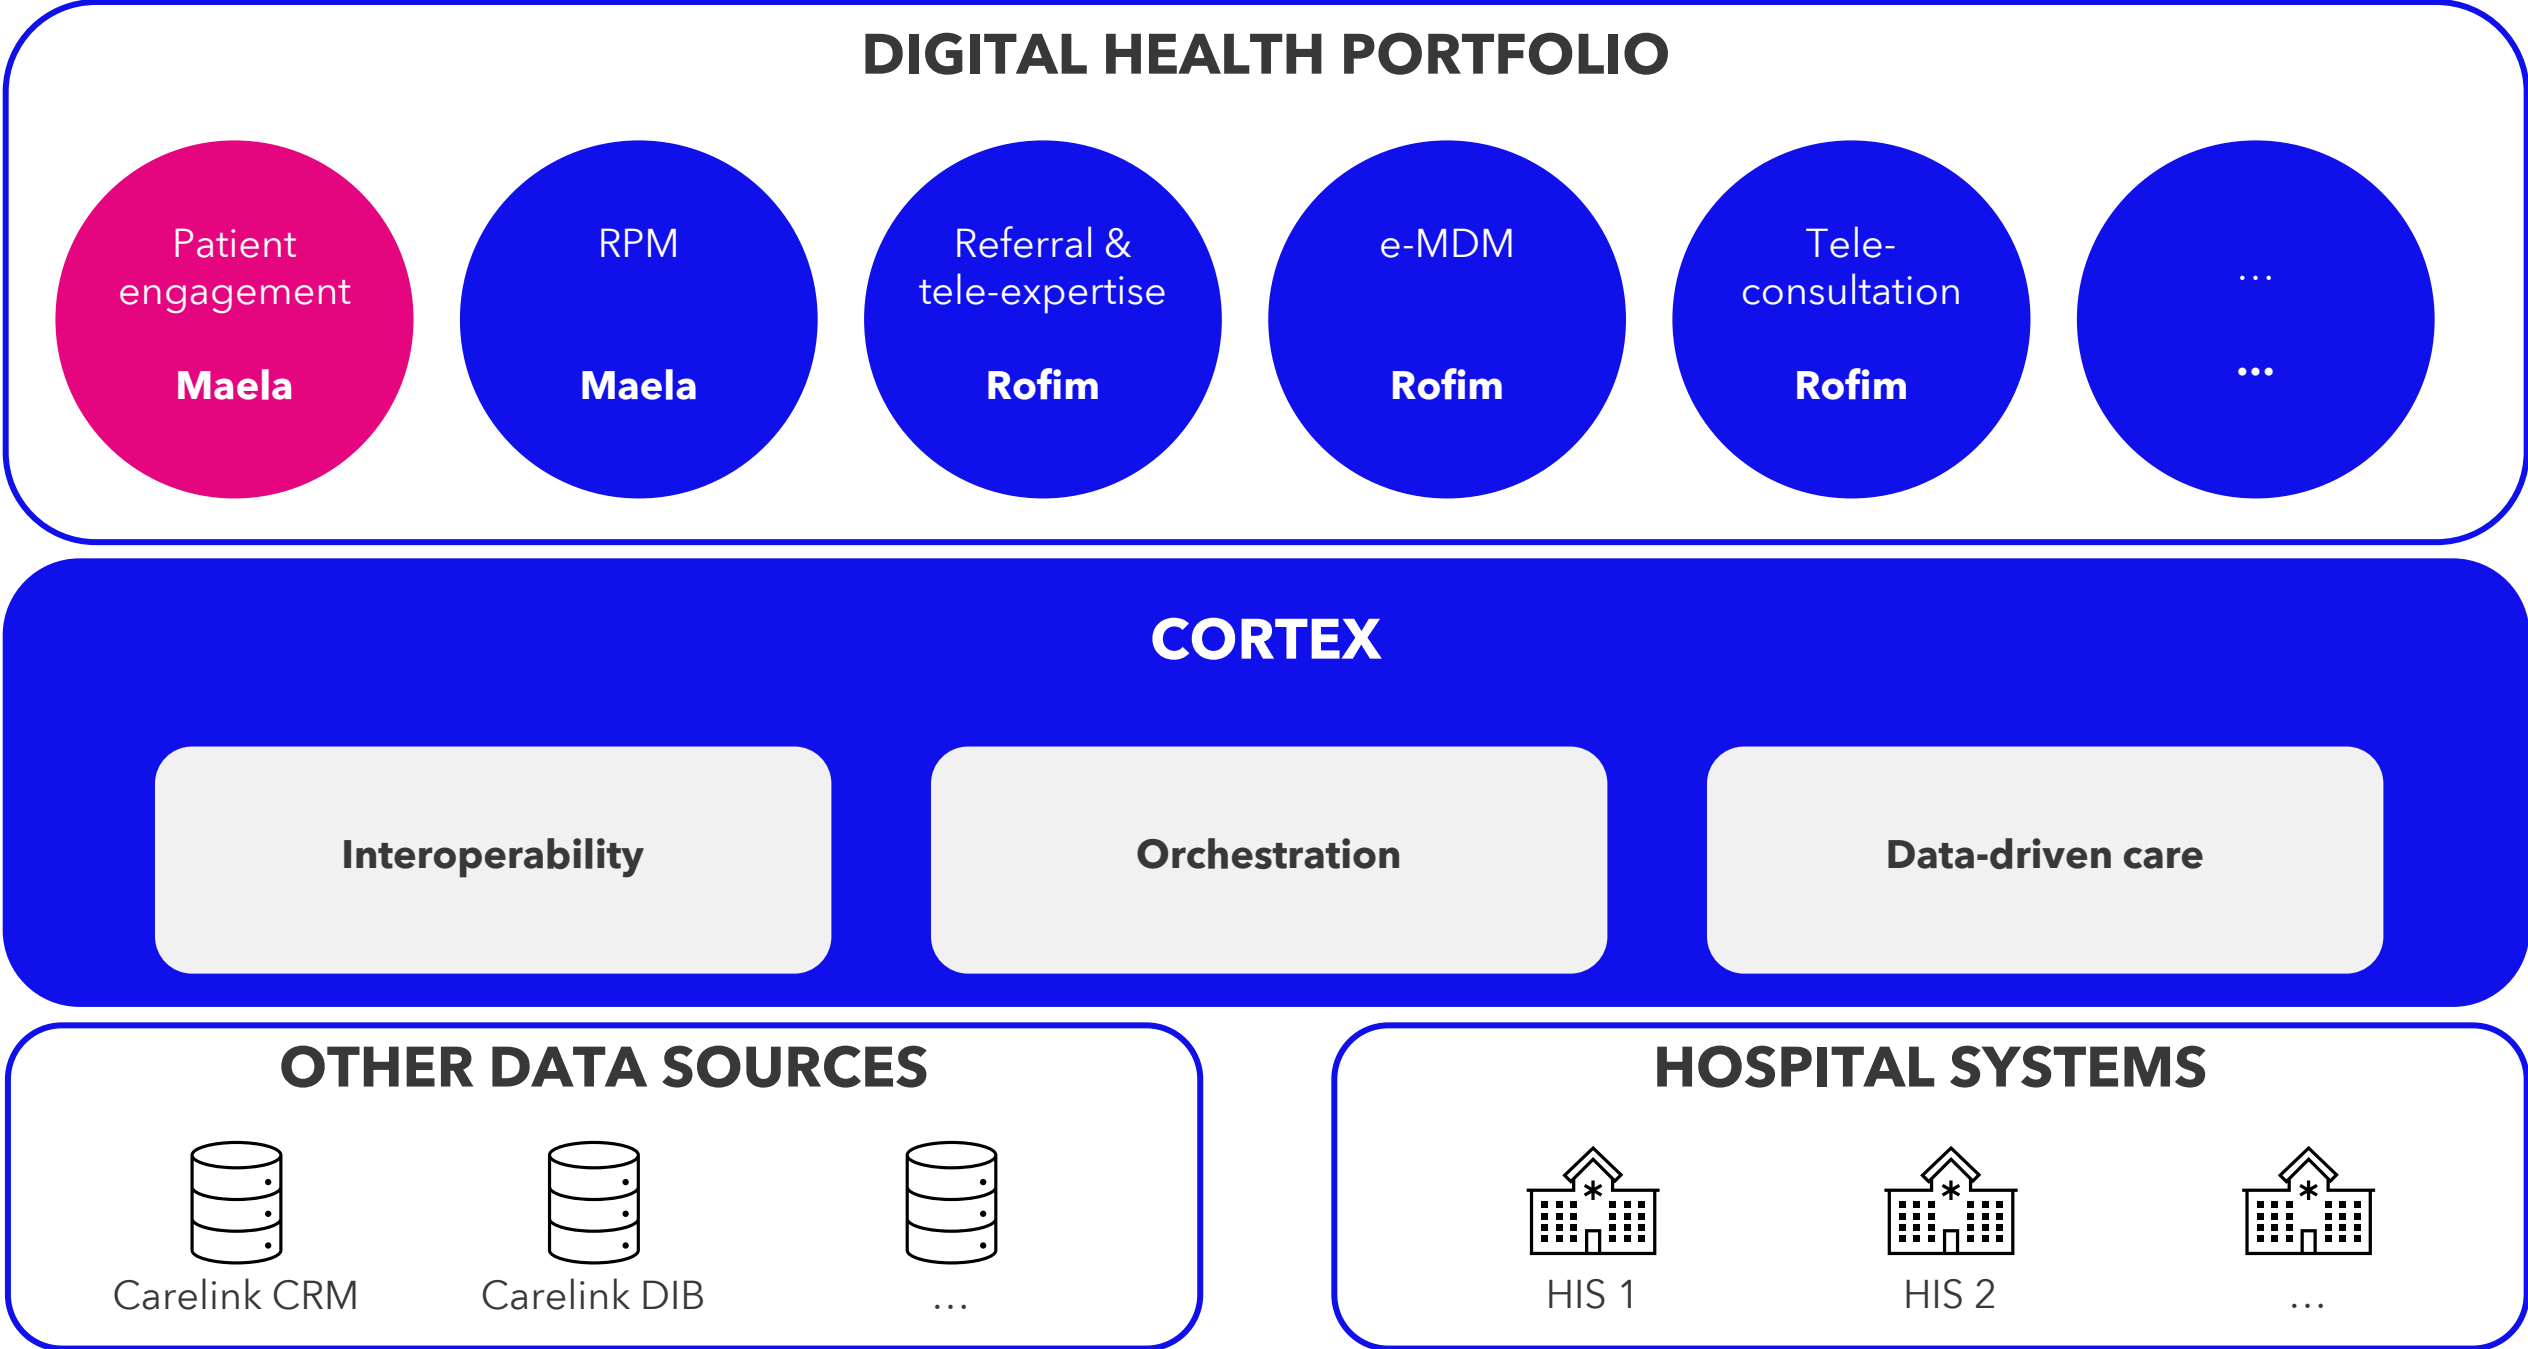 DIGITAL HEALTH PORTFOLIO
Patient
engagement
Maela
RPM
Maela
Referral &
tele-expertise
Rofim
e-MDM
Rofim
Tele-
consultation
Rofim
...
...
CORTEX
Interoperability
Orchestration
Data-driven care
OTHER DATA SOURCES
Carelink CRM
Carelink DIB
...
HOSPITAL SYSTEMS
HIS 1
HIS 2
...